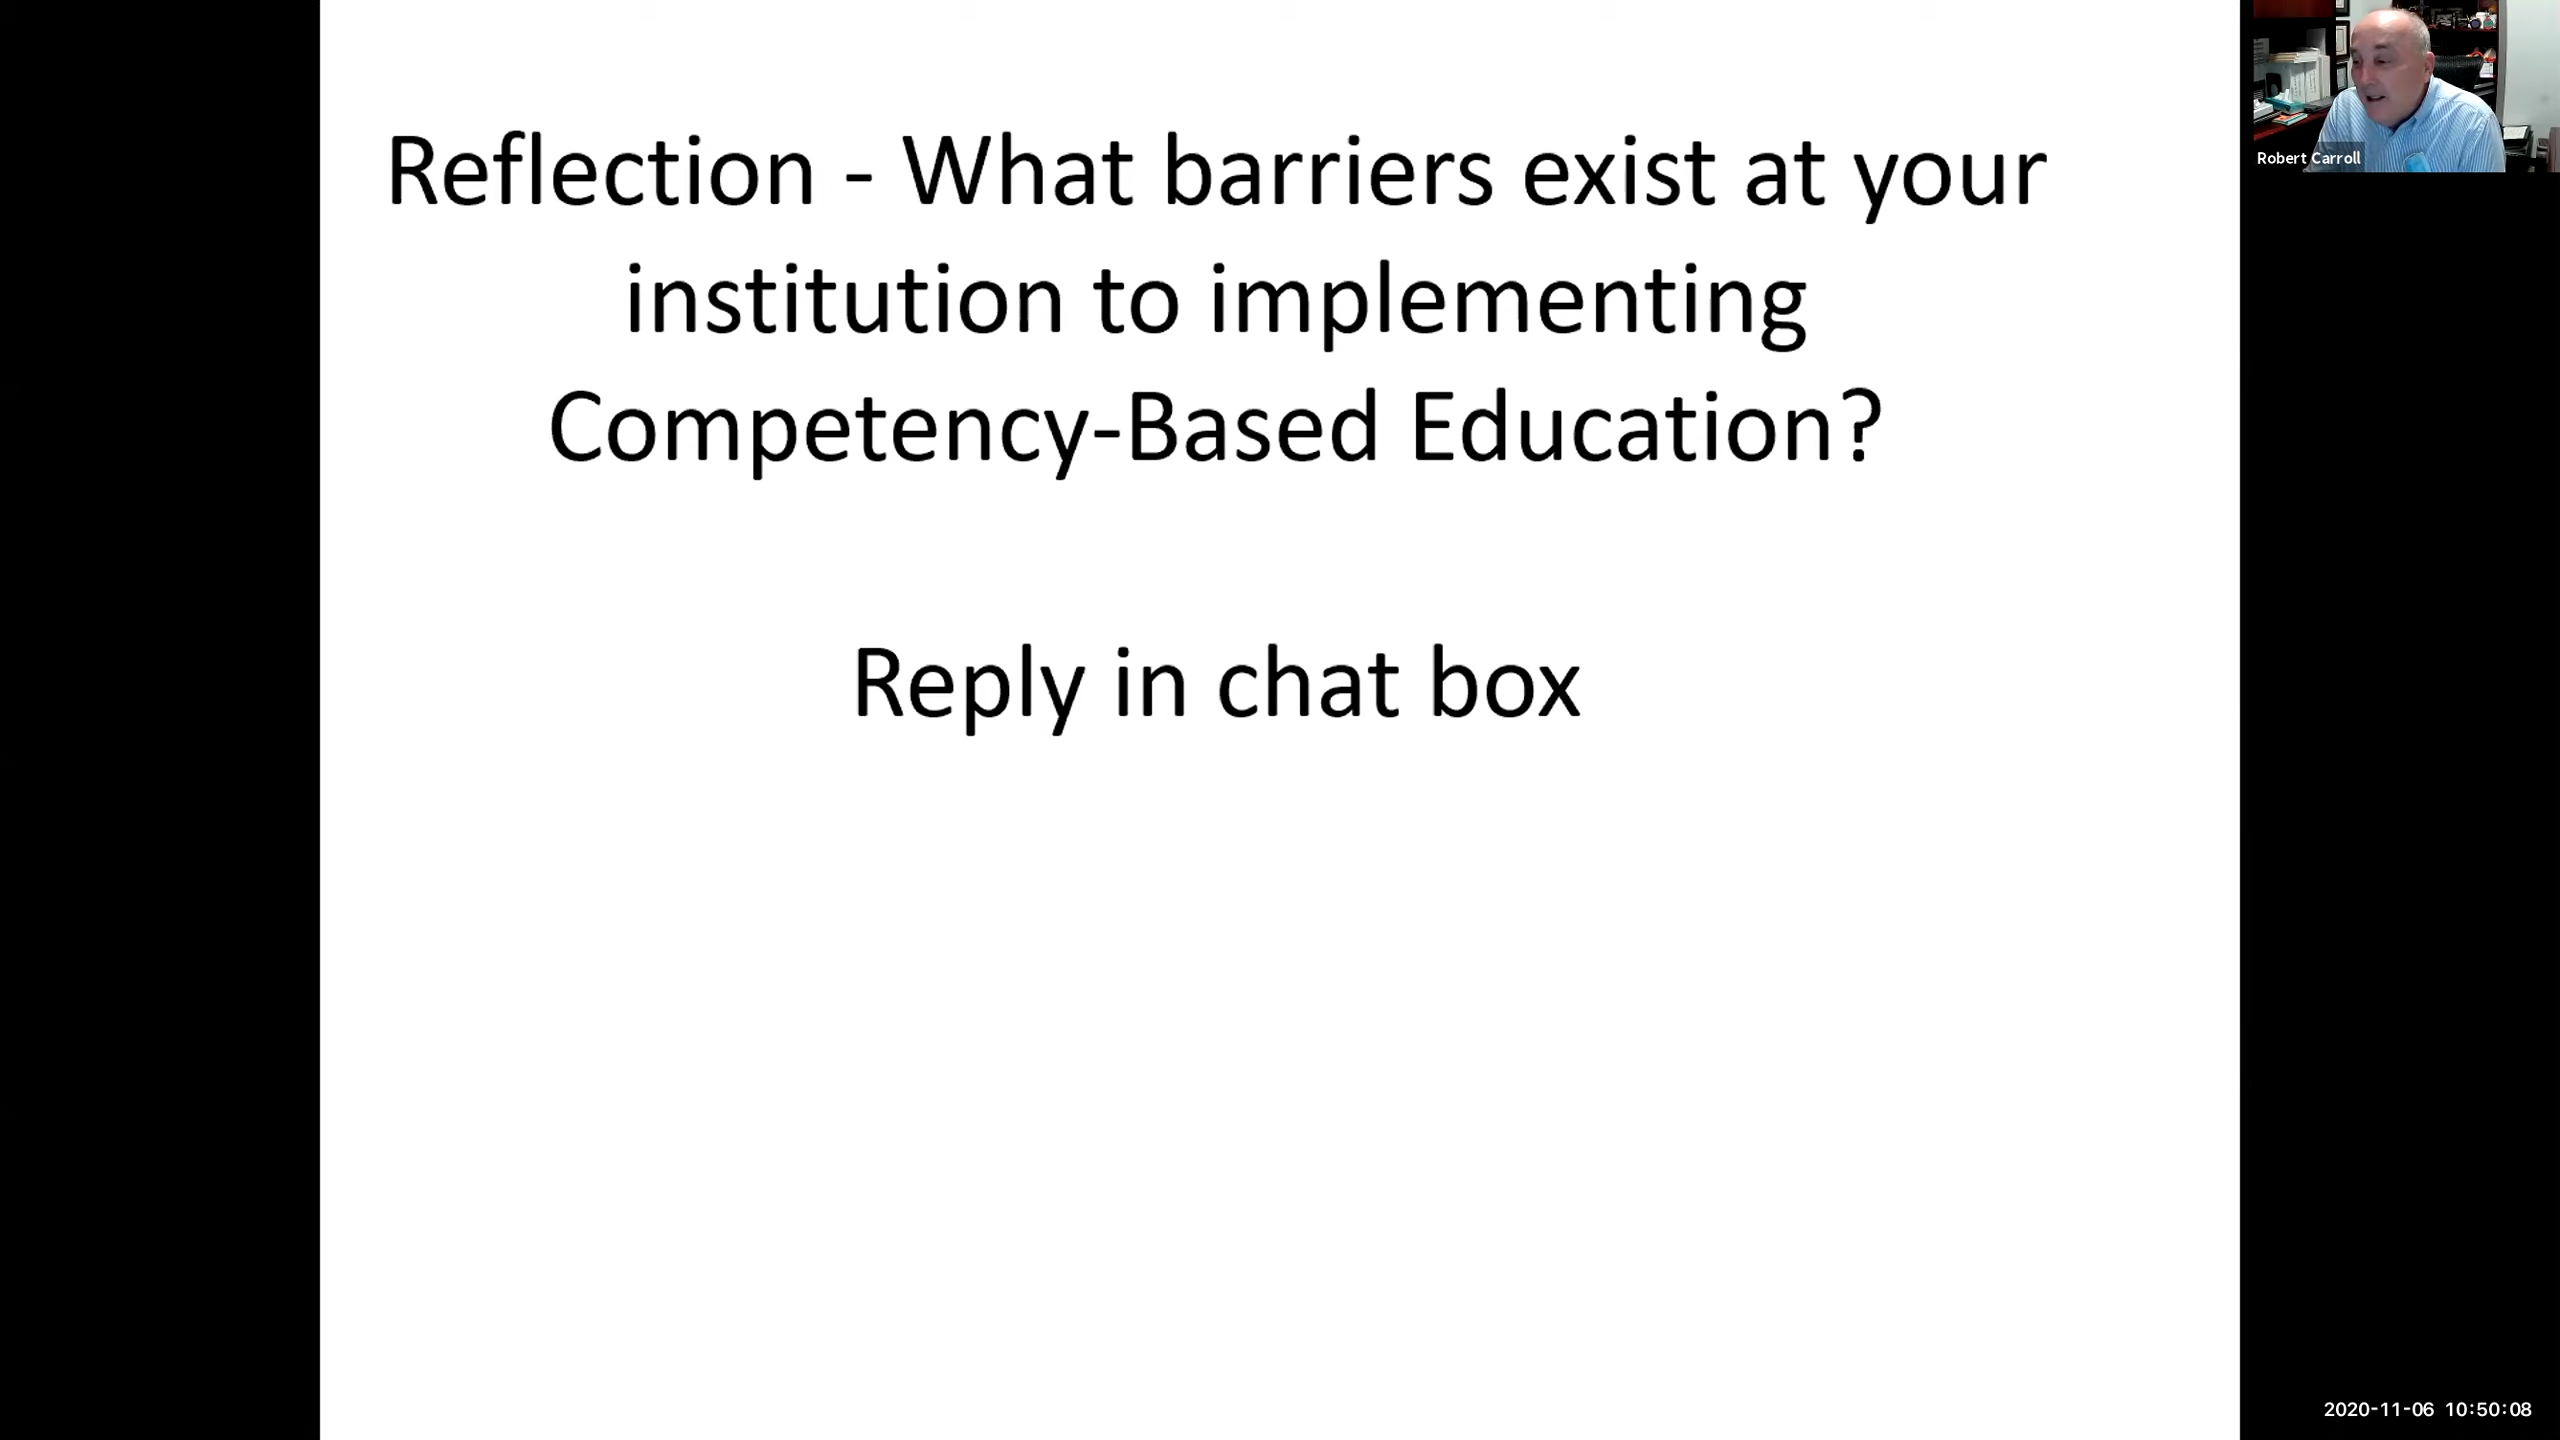 Reflection - What barriers exist at your
institution to implementing
Competency-Based Education?
Reply in chat box
Robert Carroll
2020-11-06 10:50:08